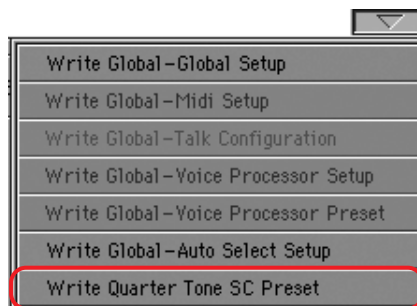 Write Global-Global Setup
Write Global-Midi Setup
Write Global-Talk Configuration
Write Global-Voice Processor Setup
Write Global-Voice Processor Preset
Write Global-Auto Select Setup
Write Quarter Tone SC Preset